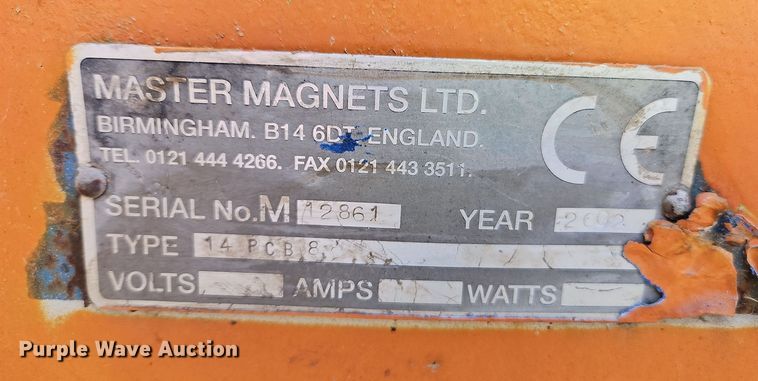 MASTER MAGNETS LTD.
BIRMINGHAM. B14 6DT. ENGLAND.
TEL. 0121 444 4266. FAX 0121 443 3511.
CE
SERIAL No. M 12861 YEAR 2002
TYPE 14 PCB 8
VOLTS AMPS WATTS
Purple Wave Auction